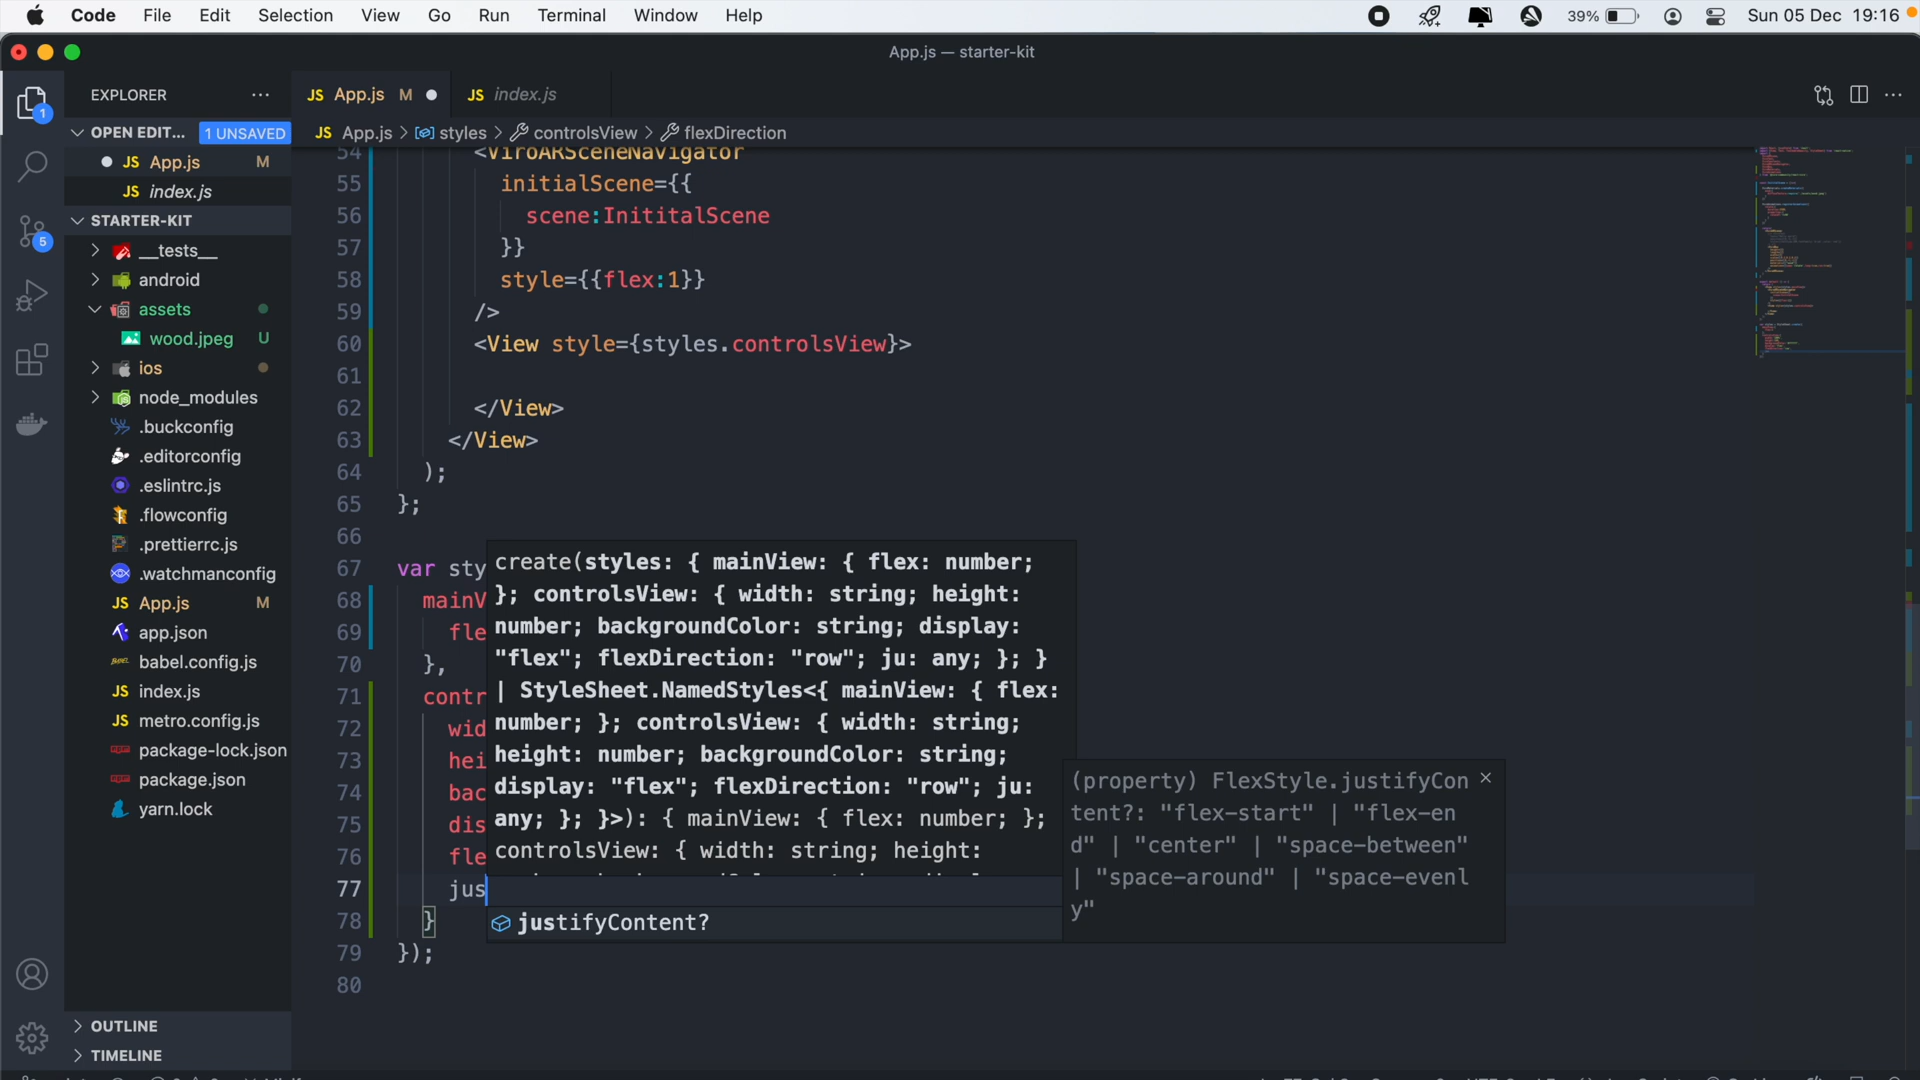 Code File Edit Selection View Go Run Terminal Window Help 39% Sun 05 Dec 19:16
App.js — starter-kit
EXPLORER
JS App.js M JS index.js
OPEN EDIT... 1 UNSAVED
JS App.js > styles > controlsView > flexDirection
JS App.js M
JS index.js
STARTER-KIT
__tests__
android
assets
wood.jpeg U
ios
node_modules
.buckconfig
.editorconfig
.eslintrc.js
.flowconfig
.prettierrc.js
.watchmanconfig
JS App.js M
app.json
babel.config.js
JS index.js
JS metro.config.js
package-lock.json
package.json
yarn.lock
OUTLINE
TIMELINE
1
5
54 <ViroARSceneNavigator
55 initialScene={{
56 scene:InititalScene
57 }}
58 style={{flex:1}}
59 />
60 <View style={styles.controlsView}>
61
62 </View>
63 </View>
64 );
65 };
66
67 var sty
68 mainV
69 fle
70 },
71 contr
72 wid
73 hei
74 bac
75 dis
76 fle
77 jus
78 }
79 });
80
create(styles: { mainView: { flex: number;
}; controlsView: { width: string; height:
number; backgroundColor: string; display:
"flex"; flexDirection: "row"; ju: any; }; }
| StyleSheet.NamedStyles<{ mainView: { flex:
number; }; controlsView: { width: string;
height: number; backgroundColor: string;
display: "flex"; flexDirection: "row"; ju:
any; }; }>): { mainView: { flex: number; };
controlsView: { width: string; height:
justifyContent?
(property) FlexStyle.justifyCon
tent?: "flex-start" | "flex-en
d" | "center" | "space-between"
| "space-around" | "space-evenl
y"